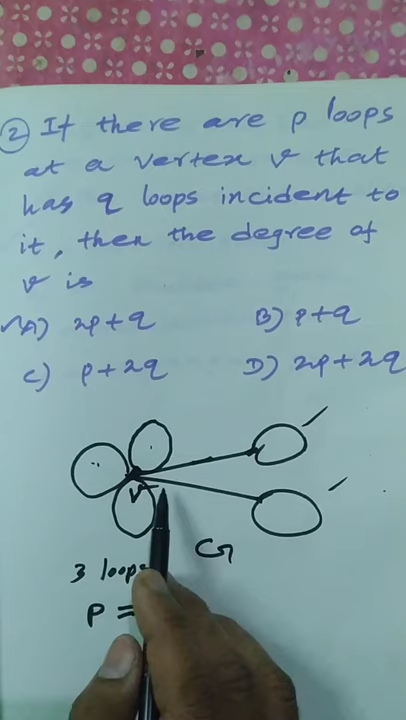 ② If there are p loops
at a vertex v that
has q loops incident to
it, then the degree of
v is
A) 2p+q B) p+q
C) p+2q D) 2p+2q
v
G
3 loops
p =